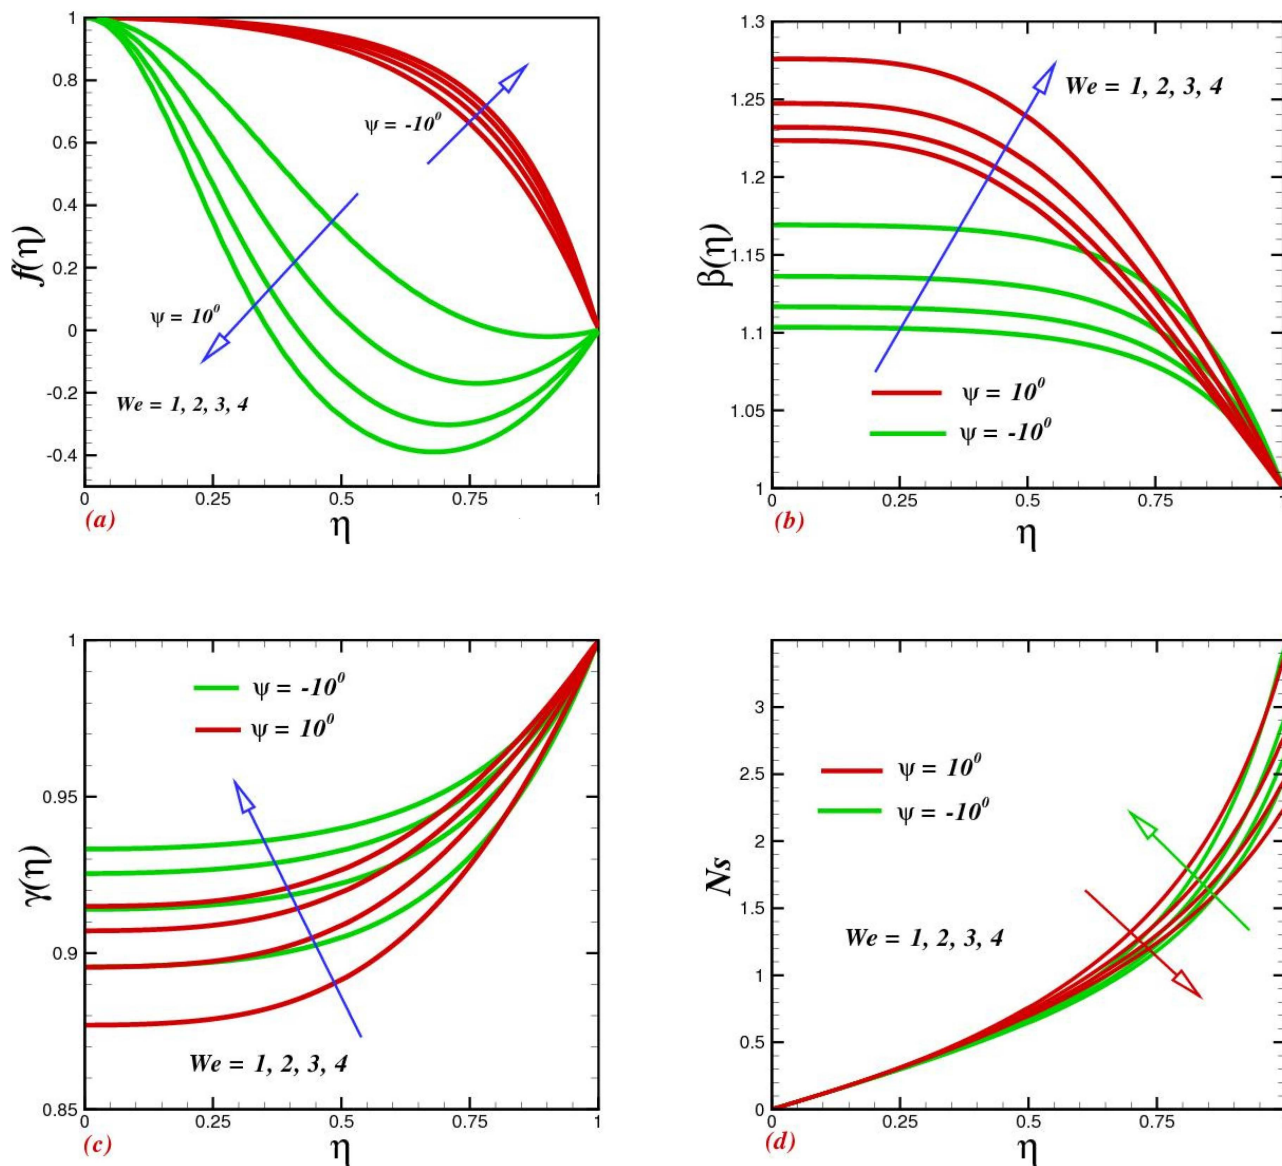 1
0.8
0.6
0.4
0.2
0
-0.2
-0.4
f(η)
ψ = -10⁰
ψ = 10⁰
We = 1, 2, 3, 4
0 0.25 0.5 0.75 1
(a) η
1.3
1.25
1.2
1.15
1.1
1.05
1
β(η)
We = 1, 2, 3, 4
ψ = 10⁰
ψ = -10⁰
0 0.25 0.5 0.75 1
(b) η
1
0.95
0.9
0.85
γ(η)
ψ = -10⁰
ψ = 10⁰
We = 1, 2, 3, 4
0 0.25 0.5 0.75 1
(c) η
3
2.5
2
1.5
1
0.5
0
Ns
ψ = 10⁰
ψ = -10⁰
We = 1, 2, 3, 4
0 0.25 0.5 0.75
(d) η